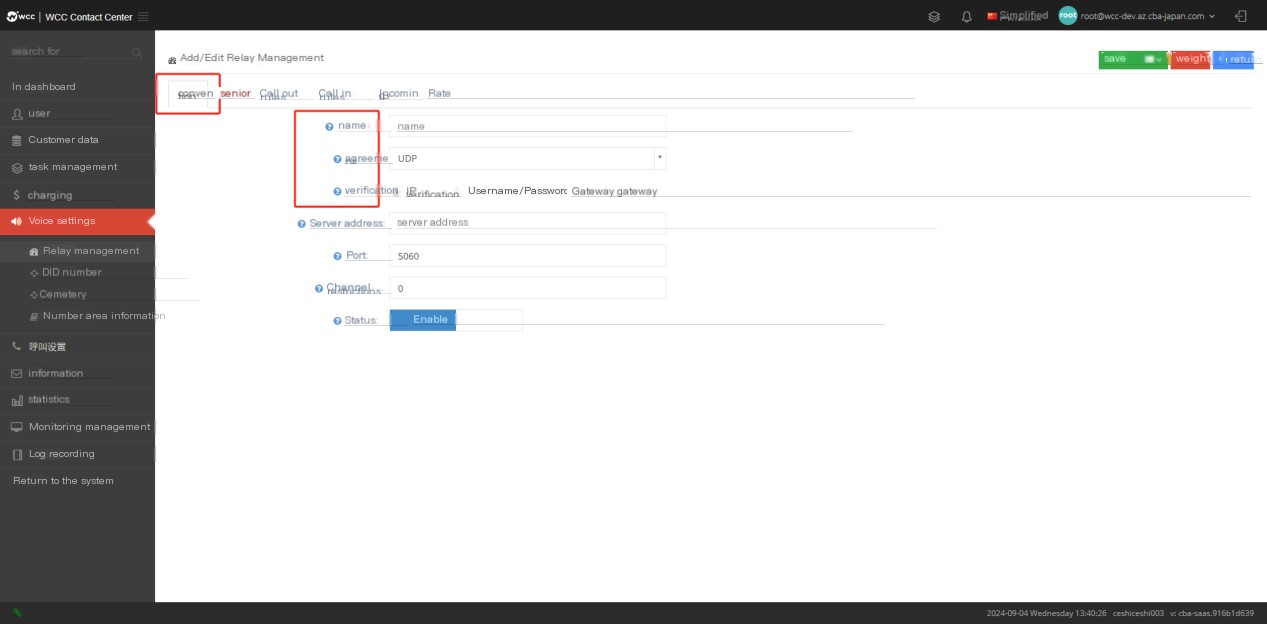 wcc | WCC Contact Center
Simplified
root root@wcc-dev.az.cba-japan.com
search for
In dashboard
user
Customer data
task management
charging
Voice settings
Relay management
DID number
Cemetery
Number area information
呼叫设置
information
statistics
Monitoring management
Log recording
Return to the system
Add/Edit Relay Management
save
weight
retu
conven senior Call out Call in Incomin Rate
rules rules IP
name: name
agreeme UDP
verification IP verification Username/Passwor Gateway gateway
Server address: server address
Port: 5060
Channel restrictions: 0
Status: Enable
2024-09-04 Wednesday 13:40:26 ceshiceshi003 v: cba-saas.916b1d639